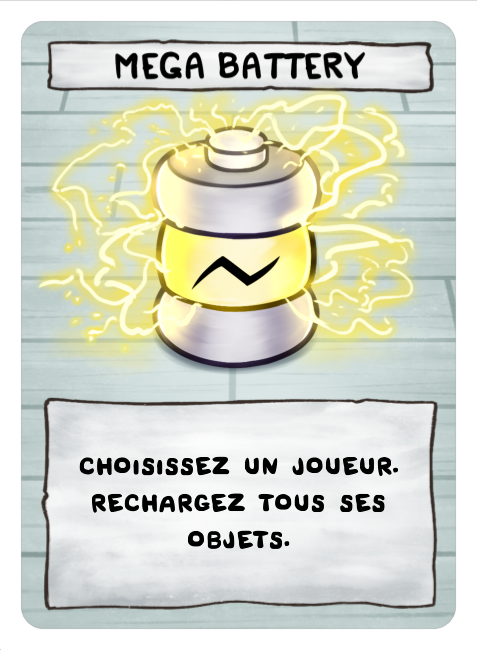 MEGA BATTERY
CHOISISSEZ UN JOUEUR.
RECHARGEZ TOUS SES
OBJETS.